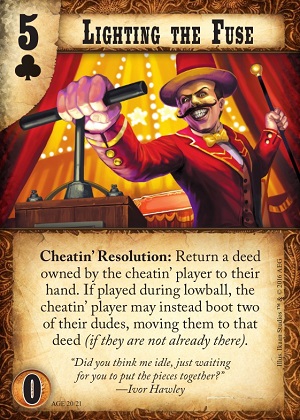 5
Lighting the Fuse
Cheatin' Resolution: Return a deed
owned by the cheatin' player to their
hand. If played during lowball, the
cheatin' player may instead boot two
of their dudes, moving them to that
deed (if they are not already there).
"Did you think me idle, just waiting
for you to put the pieces together?"
—Ivor Hawley
0
AGE 20/21